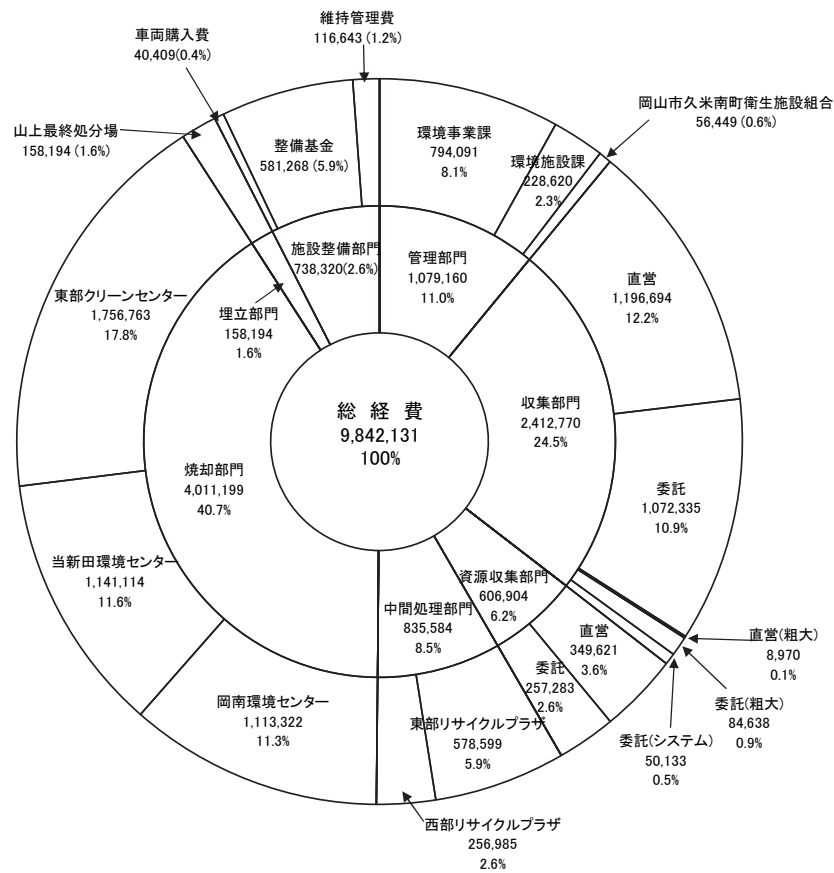 維持管理費
116,643 (1.2%)
車両購入費
40,409(0.4%)
山上最終処分場
158,194 (1.6%)
整備基金
581,268 (5.9%)
環境事業課
794,091
8.1%
環境施設課
228,620
2.3%
岡山市久米南町衛生施設組合
56,449 (0.6%)
施設整備部門
738,320(2.6%)
管理部門
1,079,160
11.0%
埋立部門
158,194
1.6%
直営
1,196,694
12.2%
東部クリーンセンター
1,756,763
17.8%
総 経 費
9,842,131
100%
収集部門
2,412,770
24.5%
焼却部門
4,011,199
40.7%
委託
1,072,335
10.9%
当新田環境センター
1,141,114
11.6%
資源収集部門
606,904
6.2%
中間処理部門
835,584
8.5%
直営
349,621
3.6%
直営(粗大)
8,970
0.1%
委託
257,283
2.6%
委託(粗大)
84,638
0.9%
岡南環境センター
1,113,322
11.3%
東部リサイクルプラザ
578,599
5.9%
委託(システム)
50,133
0.5%
西部リサイクルプラザ
256,985
2.6%